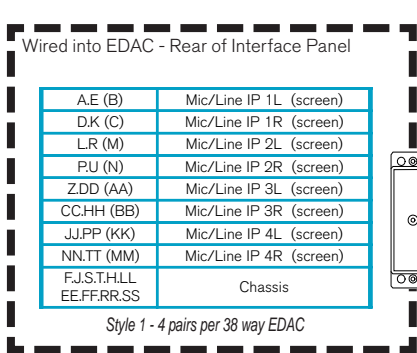 Wired into EDAC - Rear of Interface Panel
A.E (B) Mic/Line IP 1L (screen)
D.K (C) Mic/Line IP 1R (screen)
L.R (M) Mic/Line IP 2L (screen)
P.U (N) Mic/Line IP 2R (screen)
Z.DD (AA) Mic/Line IP 3L (screen)
CC.HH (BB) Mic/Line IP 3R (screen)
JJ.PP (KK) Mic/Line IP 4L (screen)
NN.TT (MM) Mic/Line IP 4R (screen)
F.J.S.T.H.LL
EE.FF.RR.SS Chassis
Style 1 - 4 pairs per 38 way EDAC